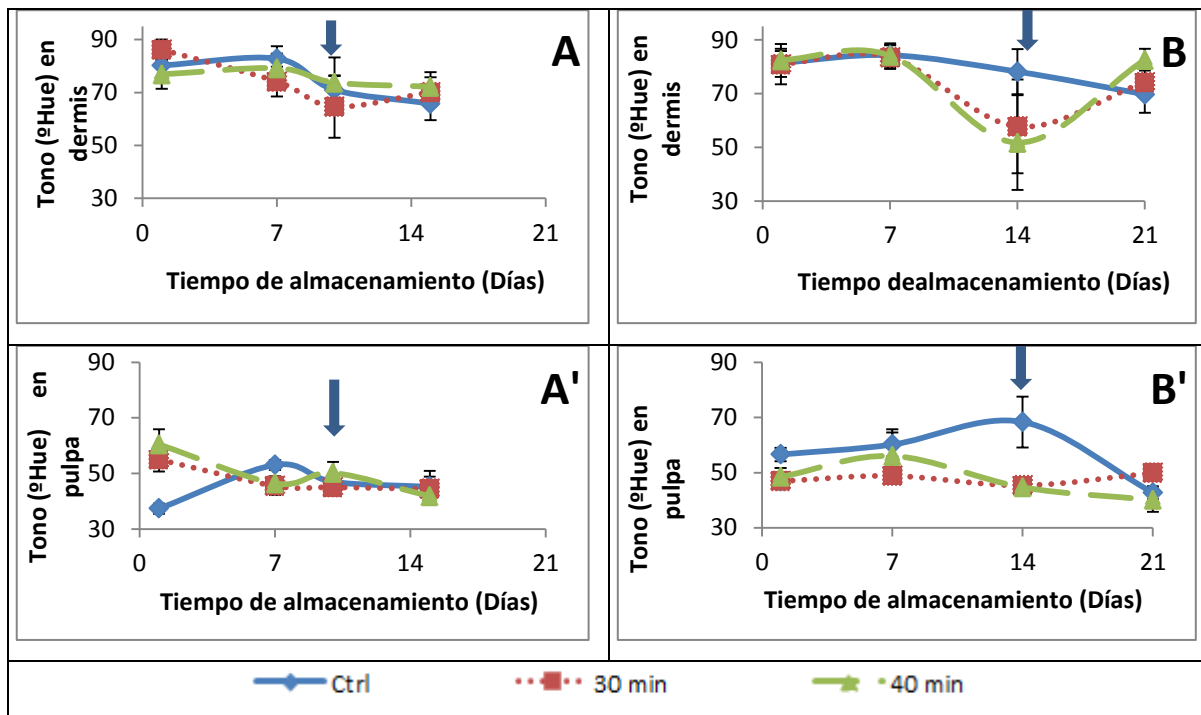 A
Tono (ºHue) en
dermis
90
70
50
30
0 7 14 21
Tiempo de almacenamiento (Días)
B
Tono (ºHue) en
dermis
90
70
50
30
0 7 14 21
Tiempo dealmacenamiento (Días)
A'
Tono (ºHue) en
pulpa
90
70
50
30
0 7 14 21
Tiempo de almacenamiento (Días)
B'
Tono (ºHue) en
pulpa
90
70
50
30
0 7 14 21
Tiempo de almacenamiento (Días)
Ctrl 30 min 40 min